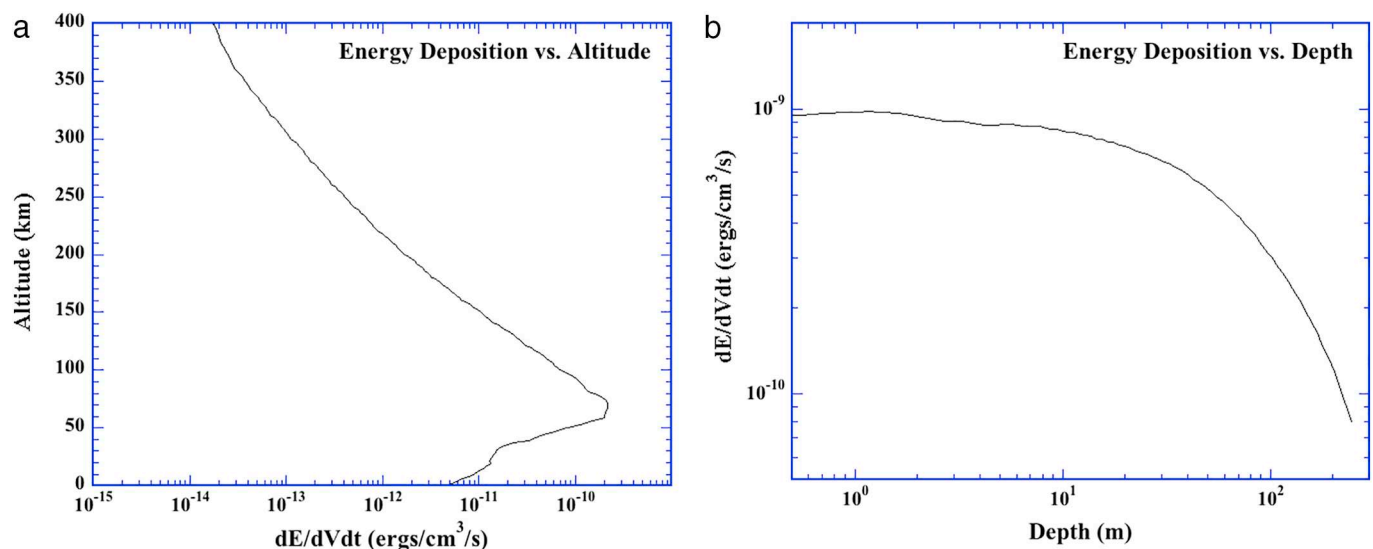 a
Energy Deposition vs. Altitude
400
350
300
250
200
150
100
50
0
Altitude (km)
10^-15
10^-14
10^-13
10^-12
10^-11
10^-10
dE/dVdt (ergs/cm^3/s)
b
Energy Deposition vs. Depth
10^-9
10^-10
dE/dVdt (ergs/cm^3/s)
10^0
10^1
10^2
Depth (m)